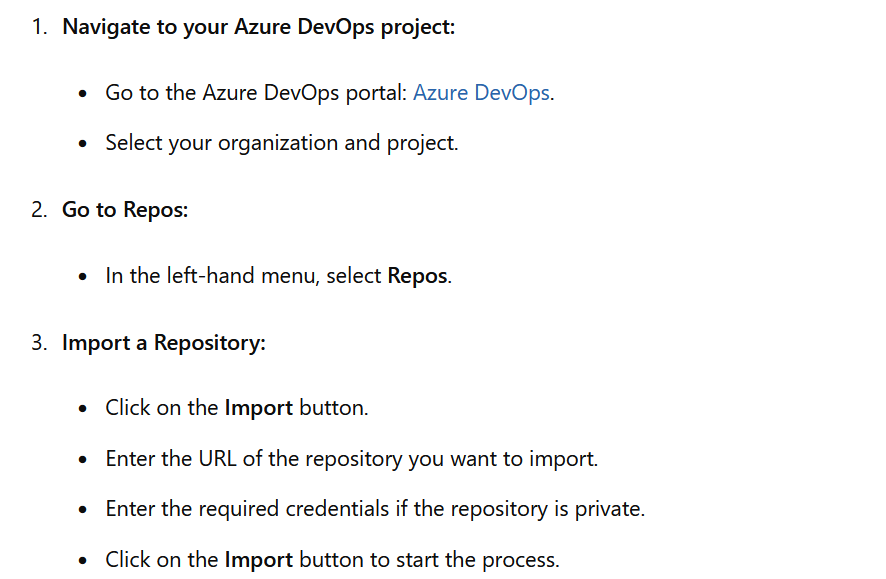 1. Navigate to your Azure DevOps project:
• Go to the Azure DevOps portal: Azure DevOps.
• Select your organization and project.
2. Go to Repos:
• In the left-hand menu, select Repos.
3. Import a Repository:
• Click on the Import button.
• Enter the URL of the repository you want to import.
• Enter the required credentials if the repository is private.
• Click on the Import button to start the process.